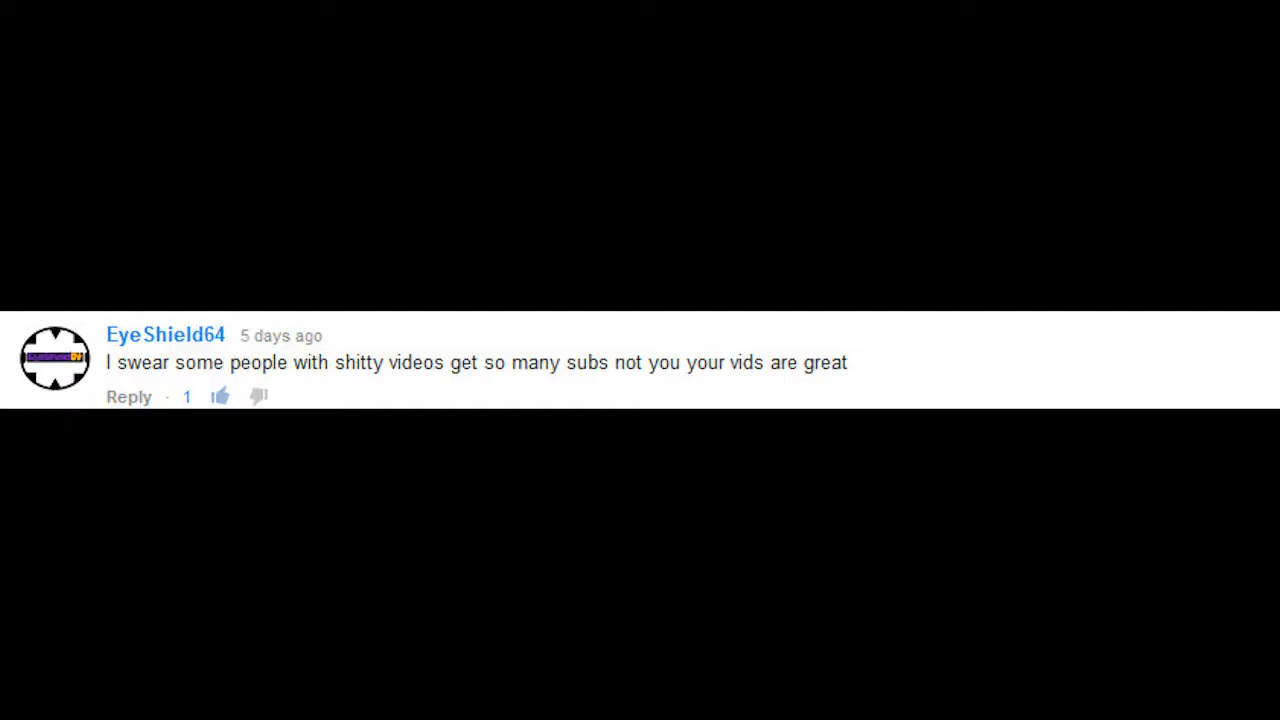 EyeShield64 5 days ago
I swear some people with shitty videos get so many subs not you your vids are great
Reply · 1